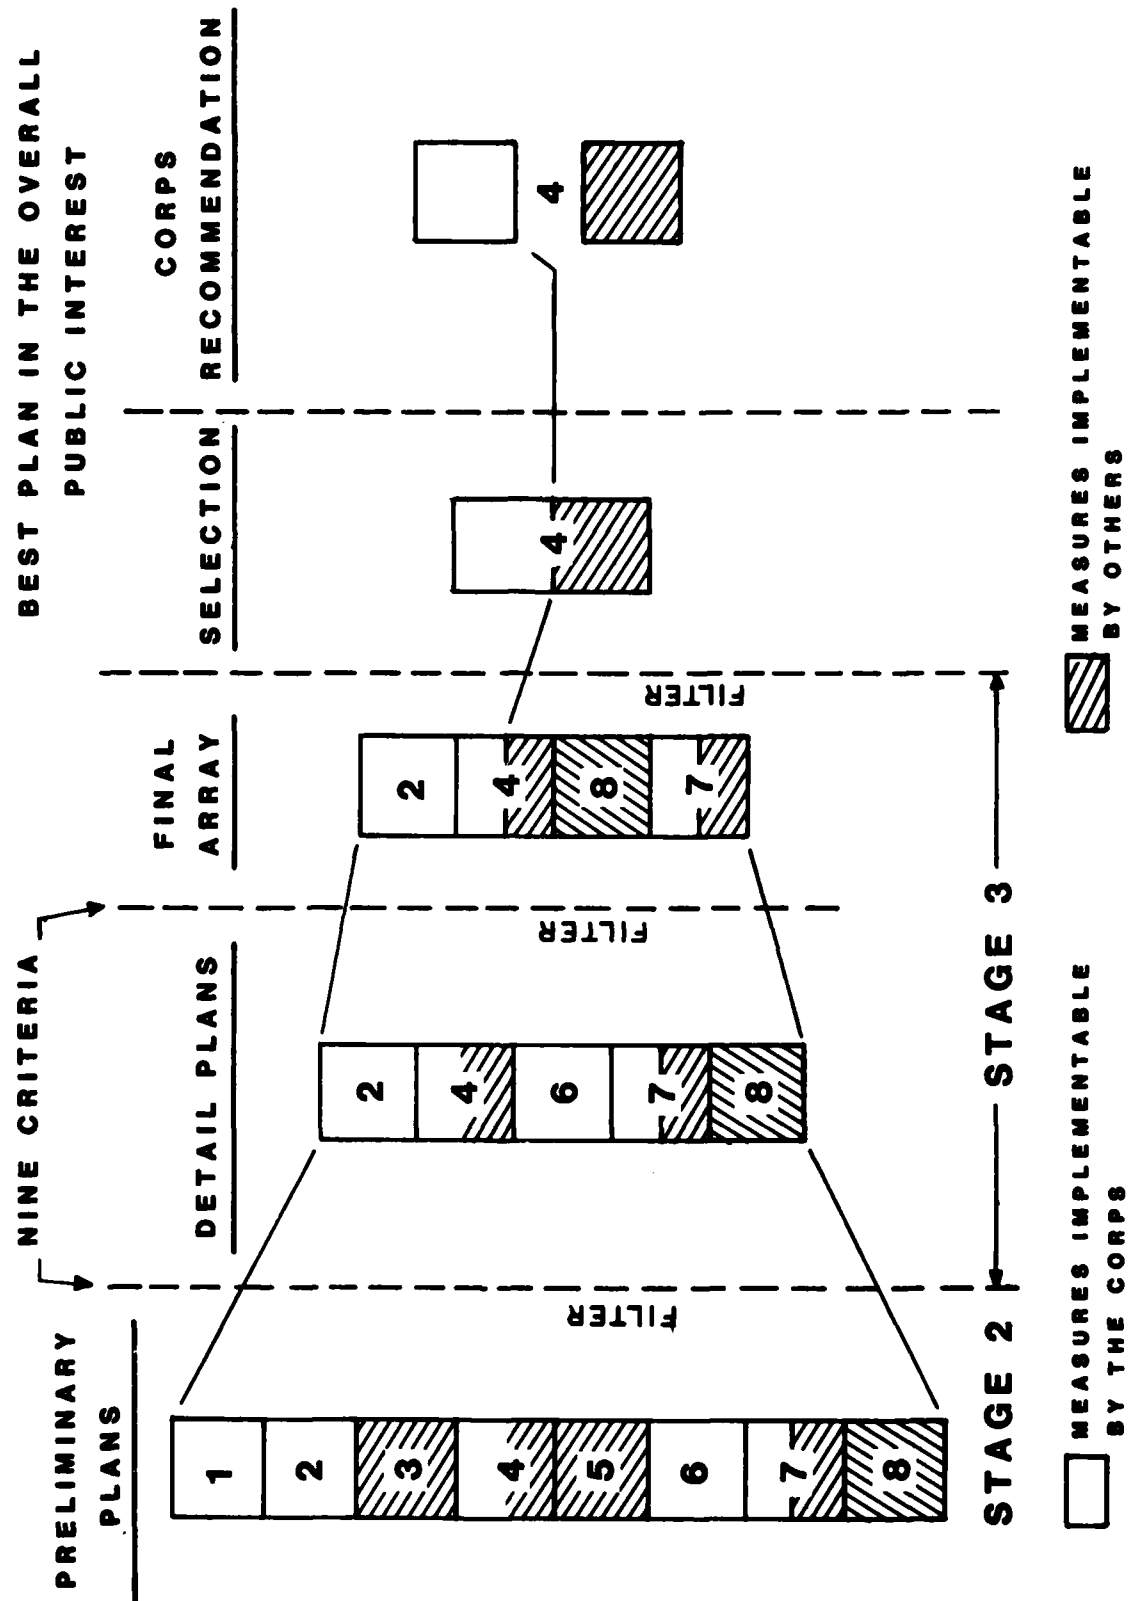 BEST PLAN IN THE OVERALL
PUBLIC INTEREST
NINE CRITERIA
PRELIMINARY
PLANS
DETAIL PLANS
FINAL
ARRAY
SELECTION
CORPS
RECOMMENDATION
1
2
3
4
5
6
7
8
FILTER
2
4
6
7
8
FILTER
2
4
8
7
FILTER
4
4
STAGE 2
STAGE 3
MEASURES IMPLEMENTABLE
BY THE CORPS
MEASURES IMPLEMENTABLE
BY OTHERS